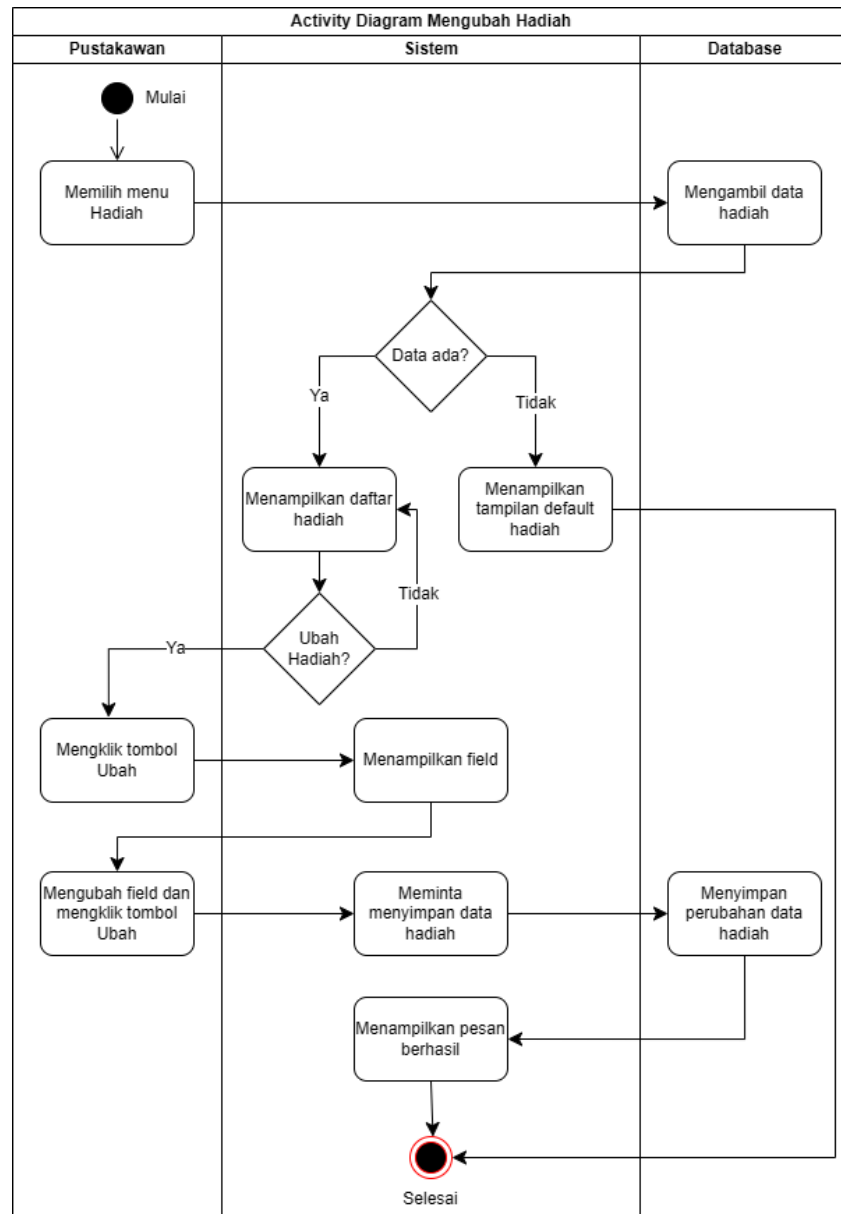 Activity Diagram Mengubah Hadiah
Pustakawan
Sistem
Database
Mulai
Memilih menu
Hadiah
Mengambil data
hadiah
Data ada?
Ya
Tidak
Menampilkan daftar
hadiah
Menampilkan
tampilan default
hadiah
Tidak
Ubah
Hadiah?
Ya
Mengklik tombol
Ubah
Menampilkan field
Mengubah field dan
mengklik tombol
Ubah
Meminta
menyimpan data
hadiah
Menyimpan
perubahan data
hadiah
Menampilkan pesan
berhasil
Selesai